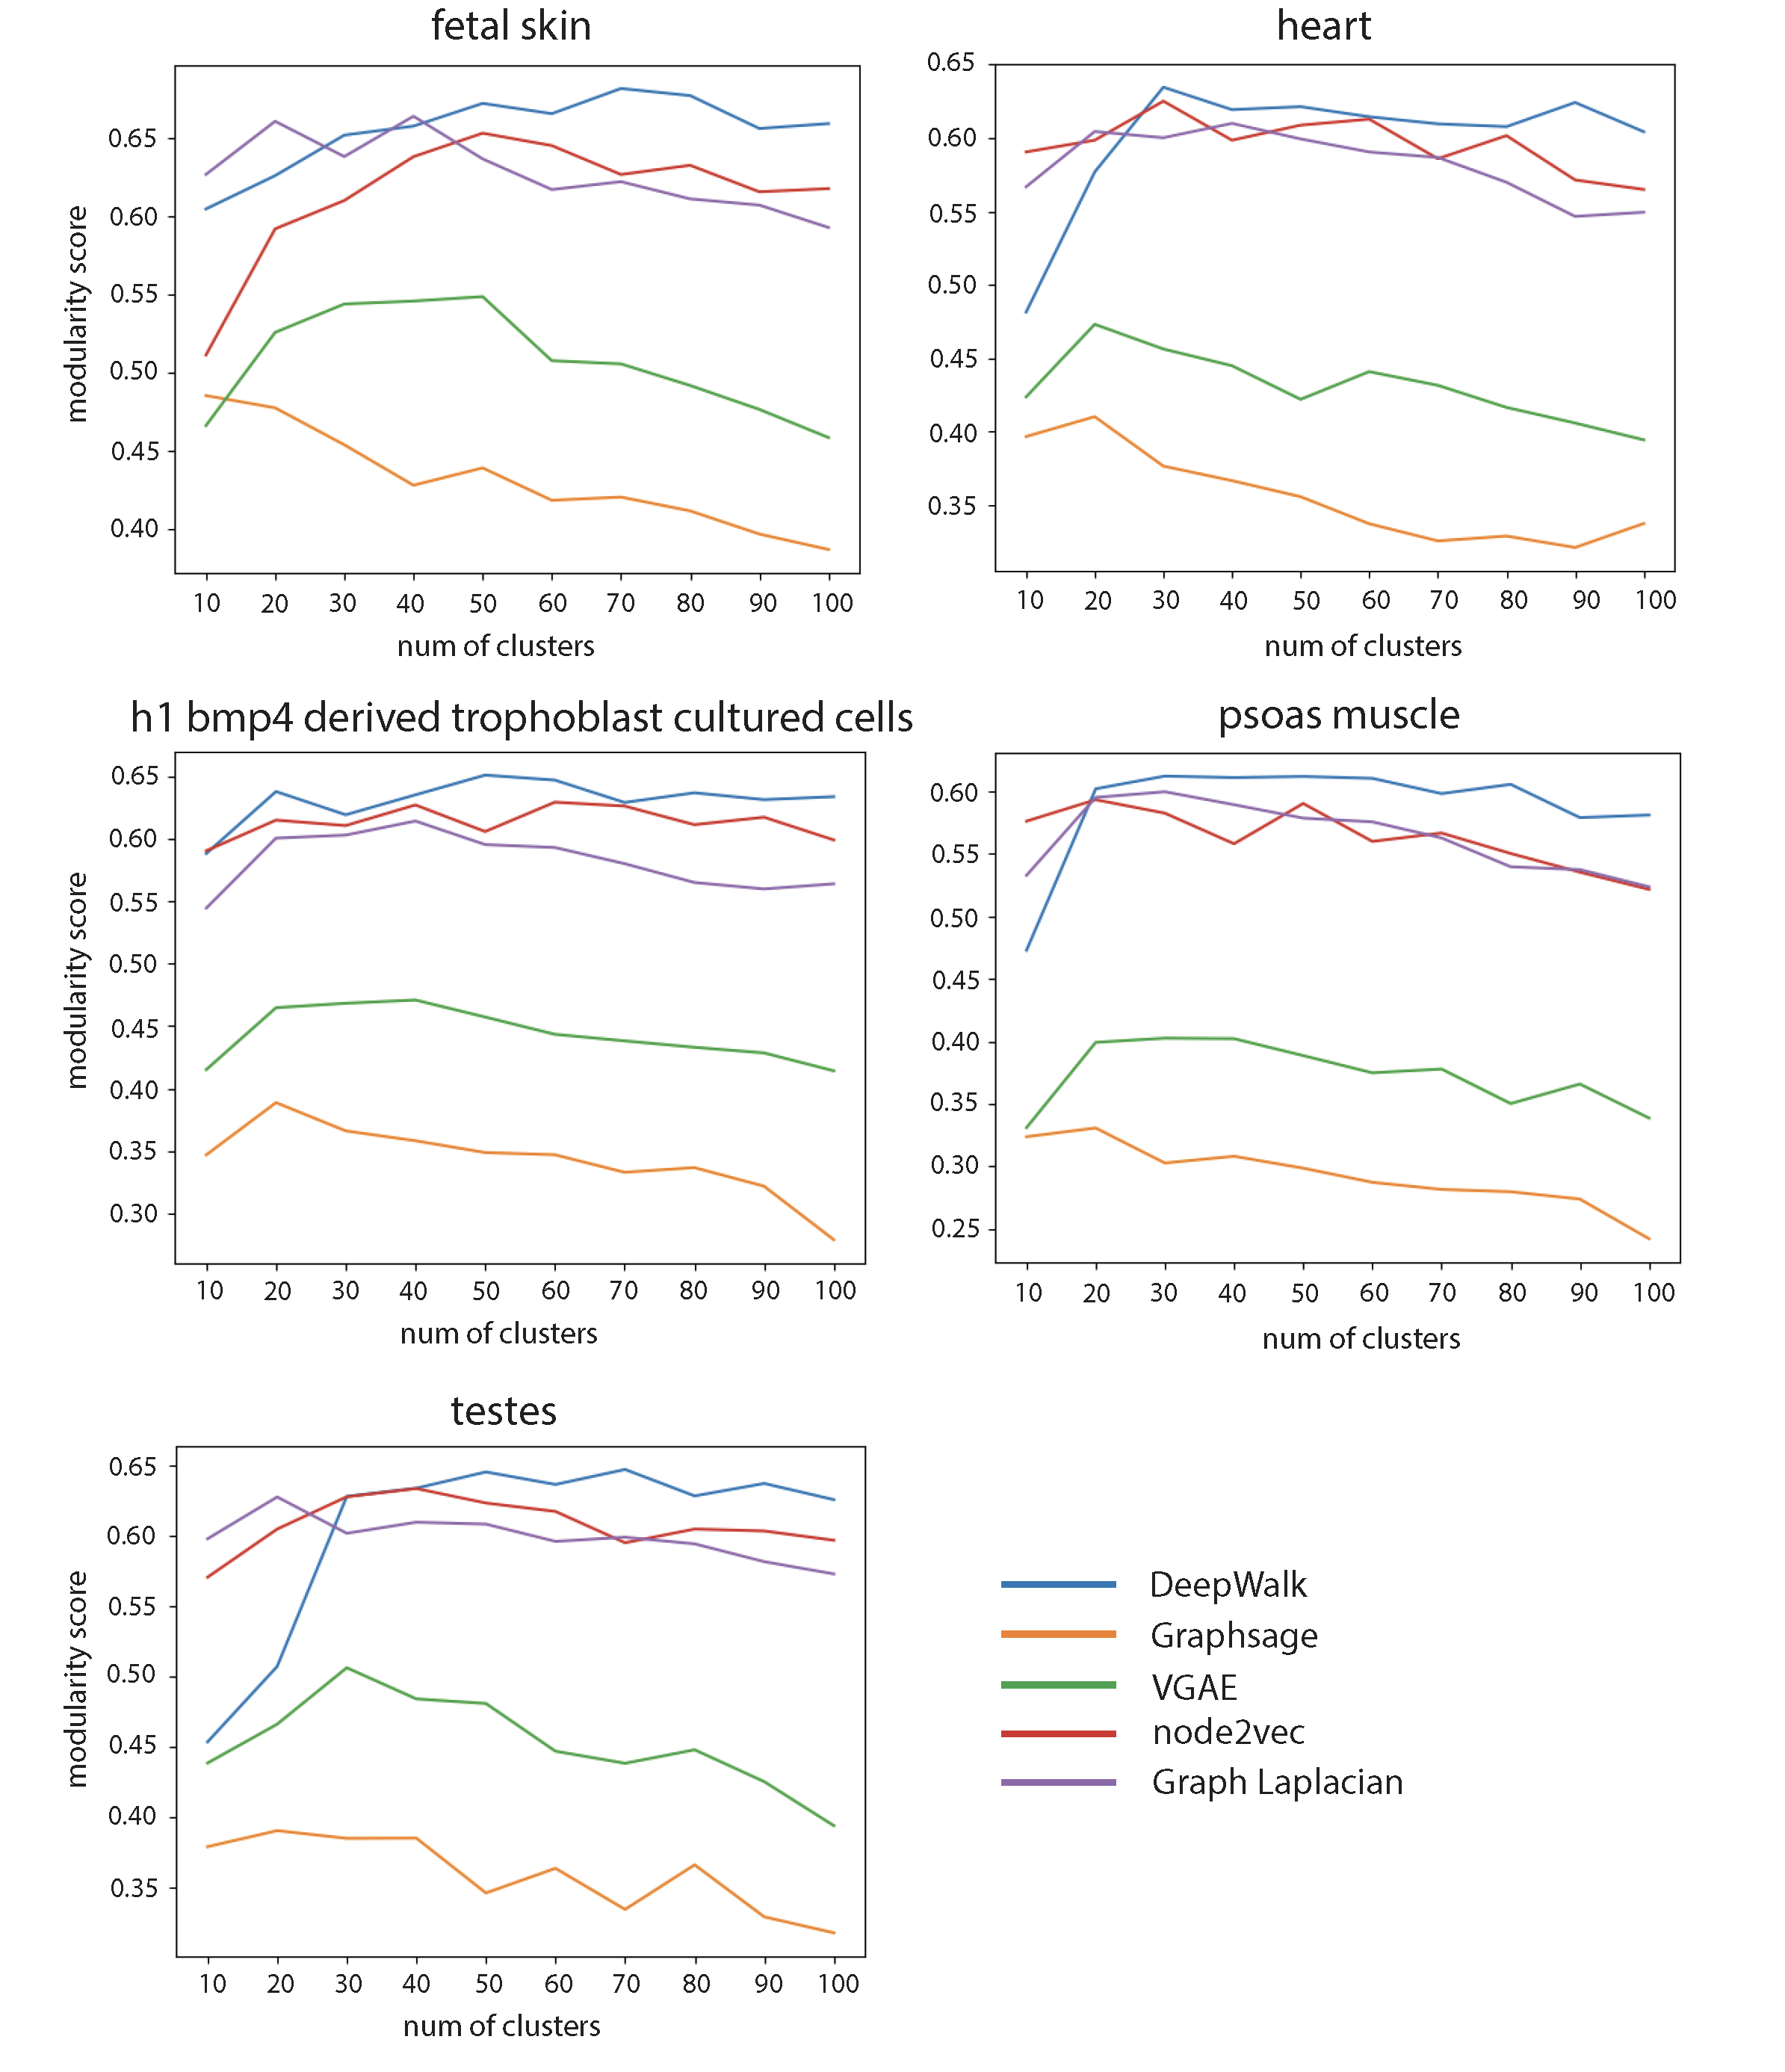 fetal skin
modularity score
0.65
0.60
0.55
0.50
0.45
0.40
10 20 30 40 50 60 70 80 90 100
num of clusters
heart
0.65
0.60
0.55
0.50
0.45
0.40
0.35
10 20 30 40 50 60 70 80 90 100
num of clusters
h1 bmp4 derived trophoblast cultured cells
modularity score
0.65
0.60
0.55
0.50
0.45
0.40
0.35
0.30
10 20 30 40 50 60 70 80 90 100
num of clusters
psoas muscle
0.60
0.55
0.50
0.45
0.40
0.35
0.30
0.25
10 20 30 40 50 60 70 80 90 100
num of clusters
testes
modularity score
0.65
0.60
0.55
0.50
0.45
0.40
0.35
10 20 30 40 50 60 70 80 90 100
num of clusters
DeepWalk
Graphsage
VGAE
node2vec
Graph Laplacian